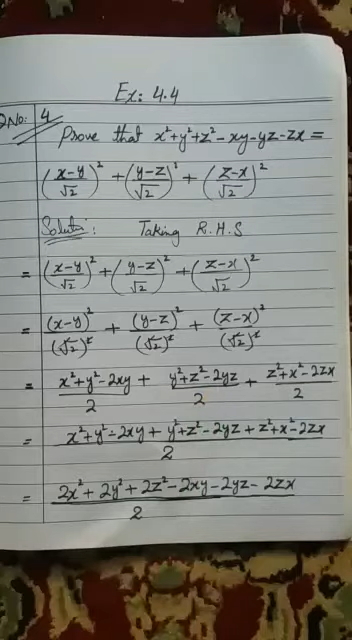 Ex: 4.4
QNo: 4
Prove that x²+y²+z²-xy-yz-zx=
(x-y/√2)² + (y-z/√2)² + (z-x/√2)²
Solution: Taking R.H.S
= (x-y/√2)² + (y-z/√2)² + (z-x/√2)²
= (x-y)²/(√2)² + (y-z)²/(√2)² + (z-x)²/(√2)²
= x²+y²-2xy/2 + y²+z²-2yz/2 + z²+x²-2zx/2
= x²+y²-2xy+y²+z²-2yz+z²+x²-2zx/2
= 2x²+2y²+2z²-2xy-2yz-2zx/2